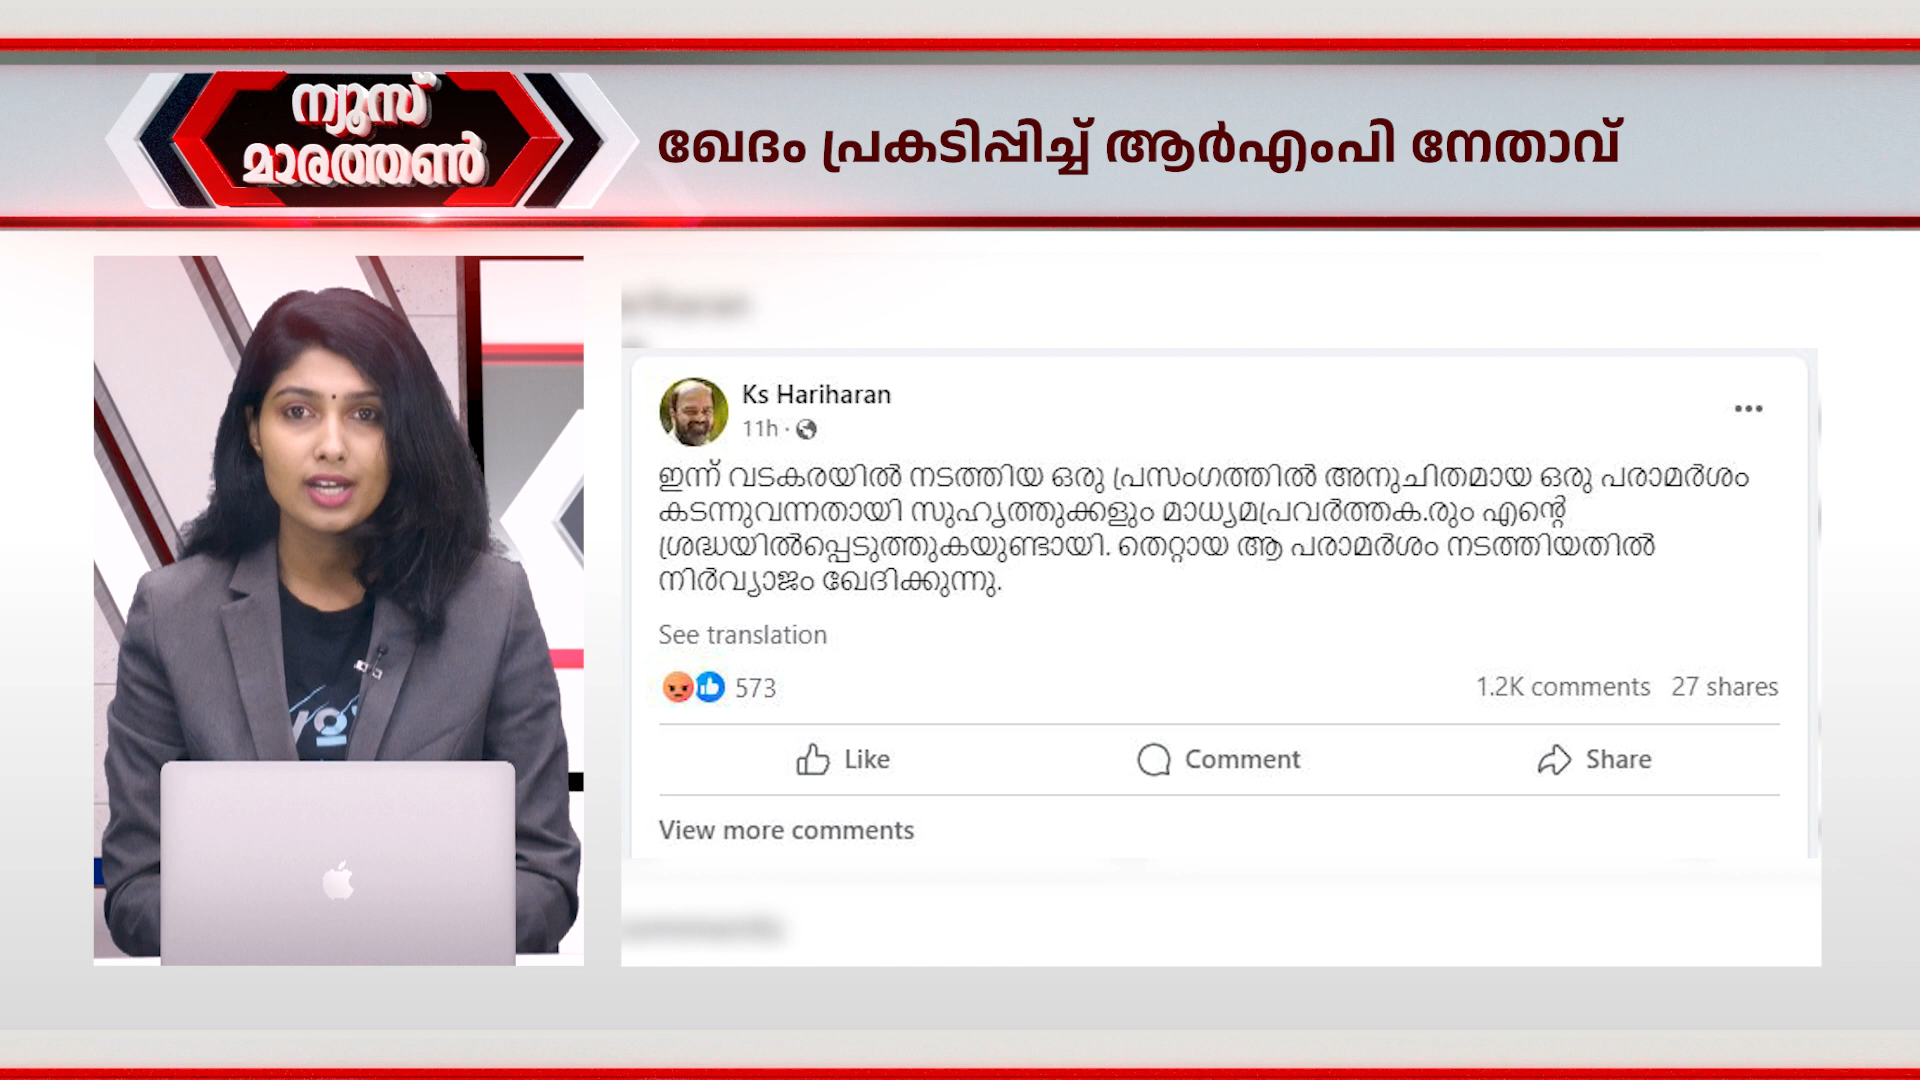 ന്യൂസ്
മാരത്തൺ
ഖേദം പ്രകടിപ്പിച്ച് ആർഎംപി നേതാവ്
Ks Hariharan
11h ·
ഇന്ന് വടകരയിൽ നടത്തിയ ഒരു പ്രസംഗത്തിൽ അനുചിതമായ ഒരു പരാമർശം
കടന്നുവന്നതായി സുഹൃത്തുക്കളും മാധ്യമപ്രവർത്തക.രും എന്റെ
ശ്രദ്ധയിൽപ്പെടുത്തുകയുണ്ടായി. തെറ്റായ ആ പരാമർശം നടത്തിയതിൽ
നിർവ്യാജം ഖേദിക്കുന്നു.
See translation
573
1.2K comments 27 shares
Like
Comment
Share
View more comments